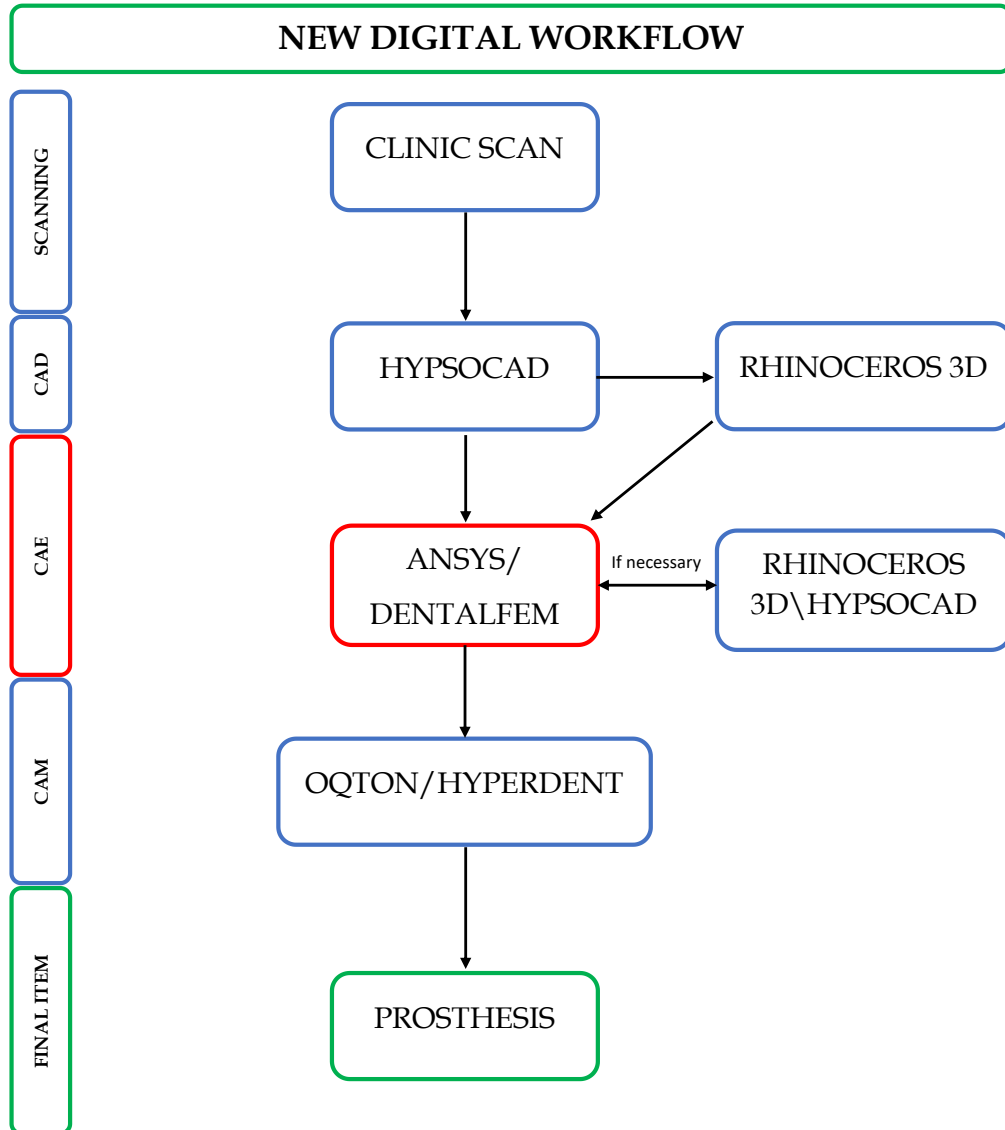 NEW DIGITAL WORKFLOW
SCANNING
CLINIC SCAN
CAD
HYPSOCAD
RHINOCEROS 3D
CAE
ANSYS/
DENTALFEM
If necessary
RHINOCEROS
3D\HYPSOCAD
CAM
OQTON/HYPERDENT
FINAL ITEM
PROSTHESIS